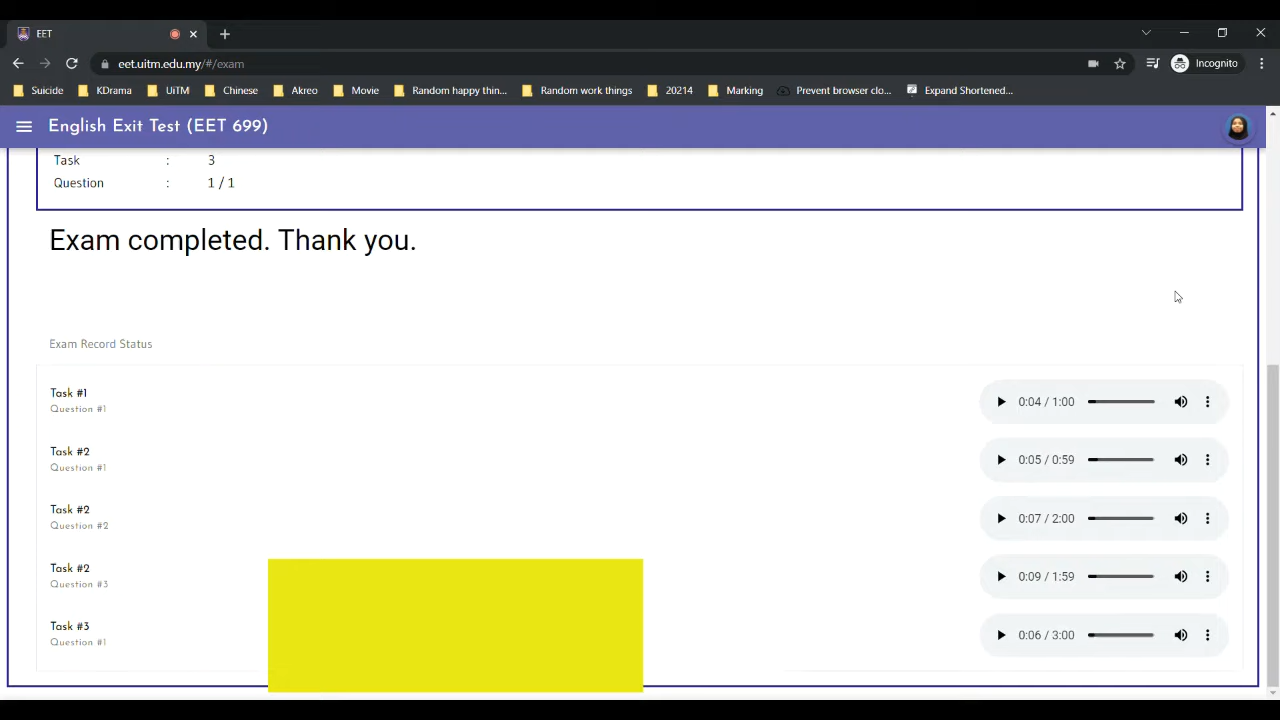 EET
eet.uitm.edu.my/#/exam
Incognito
Suicide KDrama UiTM Chinese Akreo Movie Random happy thin... Random work things 20214 Marking Prevent browser clo... Expand Shortened...
English Exit Test (EET 699)
Task : 3
Question : 1 / 1
Exam completed. Thank you.
Exam Record Status
Task #1
Question #1
0:04 / 1:00
Task #2
Question #1
0:05 / 0:59
Task #2
Question #2
0:07 / 2:00
Task #2
Question #3
0:09 / 1:59
Task #3
Question #1
0:06 / 3:00